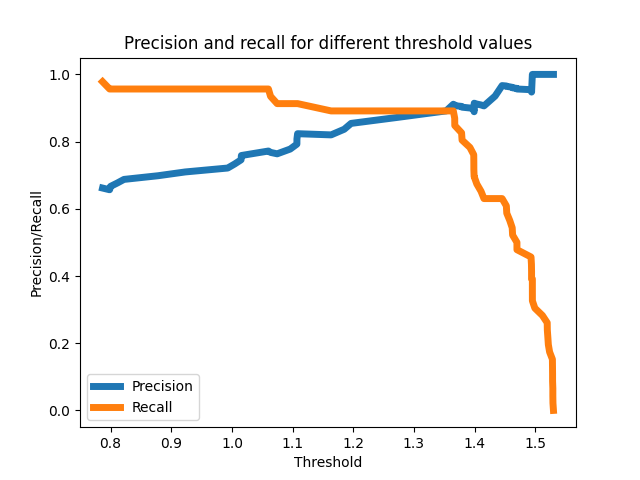 Precision and recall for different threshold values
Precision/Recall
1.0
0.8
0.6
0.4
0.2
0.0
Precision
Recall
0.8 0.9 1.0 1.1 1.2 1.3 1.4 1.5
Threshold